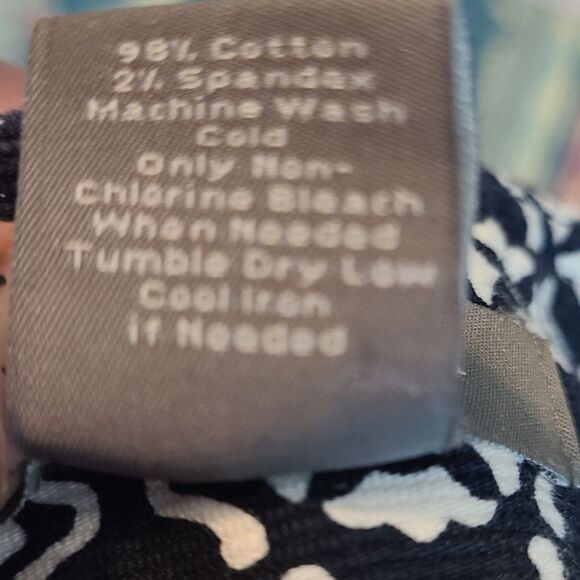 98% Cotton
2% Spandex
Machine Wash
Cold
Only Non-
Chlorine Bleach
When Needed
Tumble Dry Low
Cool Iron
if Needed